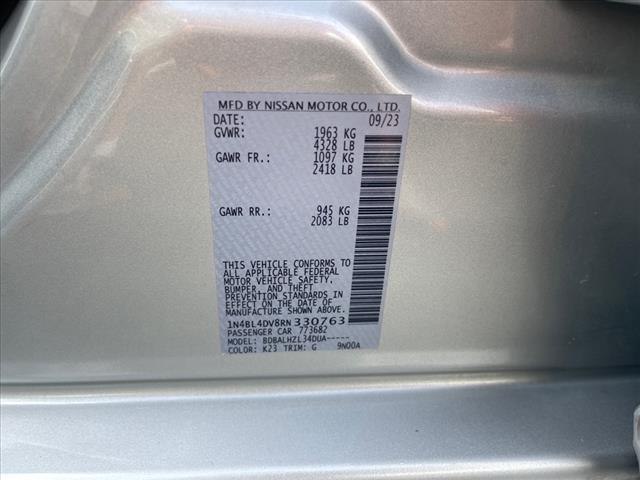 MFD BY NISSAN MOTOR CO., LTD.
DATE: 09/23
GVWR: 1963 KG
4328 LB
GAWR FR.: 1097 KG
2418 LB
GAWR RR.: 945 KG
2083 LB
THIS VEHICLE CONFORMS TO
ALL APPLICABLE FEDERAL
MOTOR VEHICLE SAFETY,
BUMPER, AND THEFT
PREVENTION STANDARDS IN
EFFECT ON THE DATE OF
MANUFACTURE SHOWN ABOVE.
1N4BL4DV8RN330763
PASSENGER CAR 773682
MODEL: BDBALHZL34DUA-----
COLOR: K23 TRIM: G 9N00A